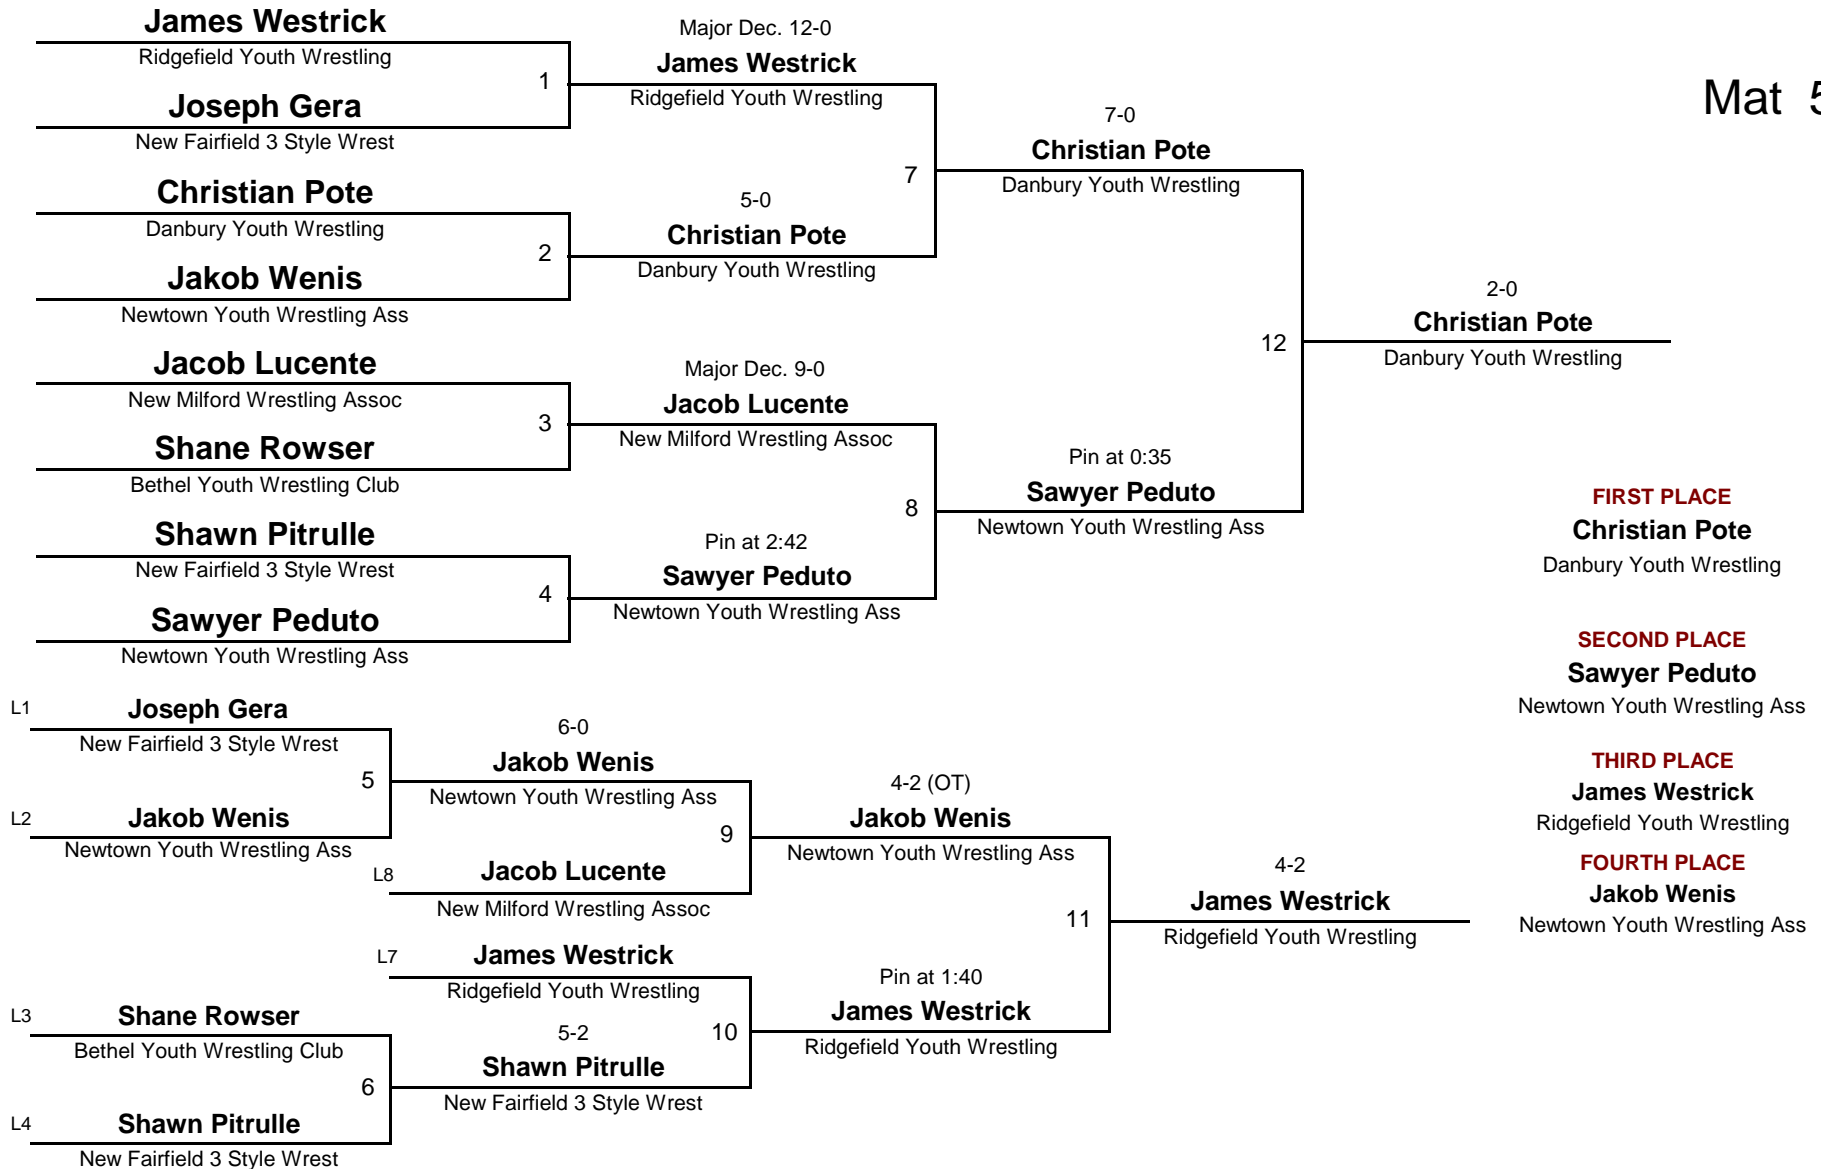 James Westrick
Ridgefield Youth Wrestling
1
Joseph Gera
New Fairfield 3 Style Wrest
Christian Pote
Danbury Youth Wrestling
2
Jakob Wenis
Newtown Youth Wrestling Ass
Jacob Lucente
New Milford Wrestling Assoc
3
Shane Rowser
Bethel Youth Wrestling Club
Shawn Pitrulle
New Fairfield 3 Style Wrest
4
Sawyer Peduto
Newtown Youth Wrestling Ass
Major Dec. 12-0
James Westrick
Ridgefield Youth Wrestling
7
5-0
Christian Pote
Danbury Youth Wrestling
Major Dec. 9-0
Jacob Lucente
New Milford Wrestling Assoc
8
Pin at 2:42
Sawyer Peduto
Newtown Youth Wrestling Ass
7-0
Christian Pote
Danbury Youth Wrestling
12
Pin at 0:35
Sawyer Peduto
Newtown Youth Wrestling Ass
2-0
Christian Pote
Danbury Youth Wrestling
Mat 5
FIRST PLACE
Christian Pote
Danbury Youth Wrestling
SECOND PLACE
Sawyer Peduto
Newtown Youth Wrestling Ass
THIRD PLACE
James Westrick
Ridgefield Youth Wrestling
FOURTH PLACE
Jakob Wenis
Newtown Youth Wrestling Ass
L1
Joseph Gera
New Fairfield 3 Style Wrest
5
L2
Jakob Wenis
Newtown Youth Wrestling Ass
6-0
Jakob Wenis
Newtown Youth Wrestling Ass
9
L8
Jacob Lucente
New Milford Wrestling Assoc
L7
James Westrick
Ridgefield Youth Wrestling
10
L3
Shane Rowser
Bethel Youth Wrestling Club
6
L4
Shawn Pitrulle
New Fairfield 3 Style Wrest
5-2
Shawn Pitrulle
New Fairfield 3 Style Wrest
4-2 (OT)
Jakob Wenis
Newtown Youth Wrestling Ass
11
Pin at 1:40
James Westrick
Ridgefield Youth Wrestling
4-2
James Westrick
Ridgefield Youth Wrestling